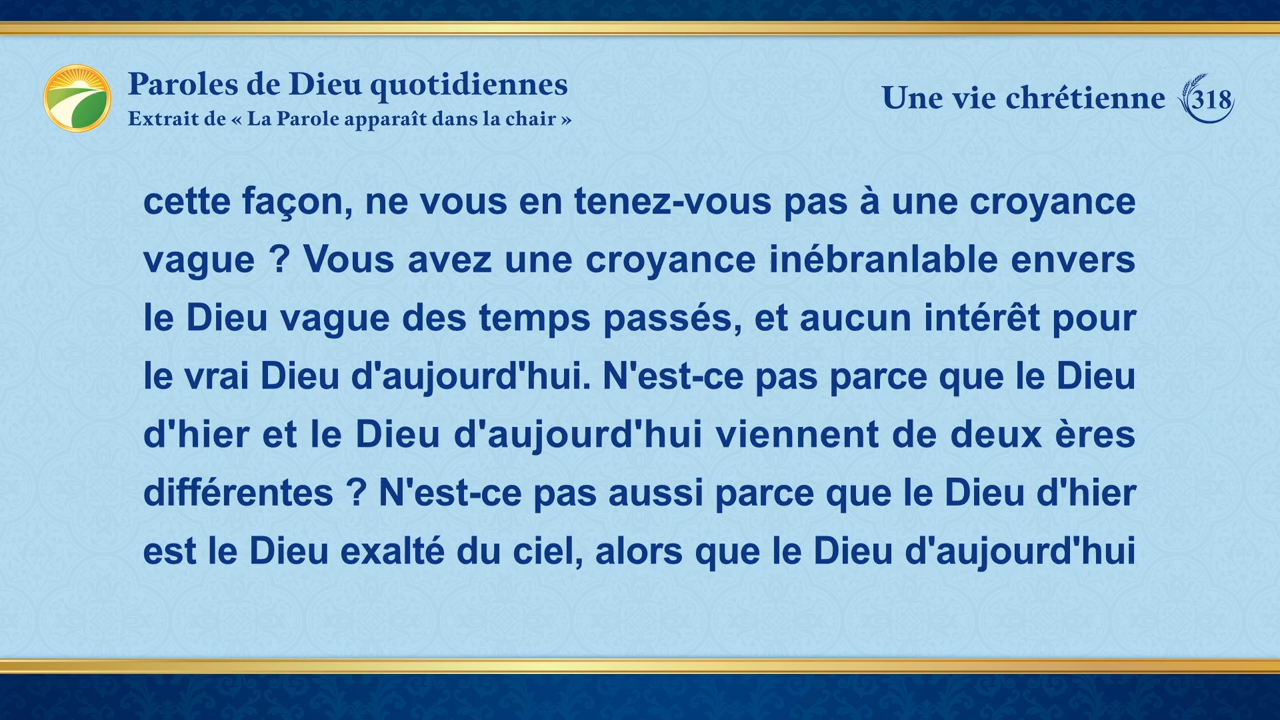 Paroles de Dieu quotidiennes
Extrait de « La Parole apparaît dans la chair »
Une vie chrétienne 318
cette façon, ne vous en tenez-vous pas à une croyance
vague ? Vous avez une croyance inébranlable envers
le Dieu vague des temps passés, et aucun intérêt pour
le vrai Dieu d'aujourd'hui. N'est-ce pas parce que le Dieu
d'hier et le Dieu d'aujourd'hui viennent de deux ères
différentes ? N'est-ce pas aussi parce que le Dieu d'hier
est le Dieu exalté du ciel, alors que le Dieu d'aujourd'hui